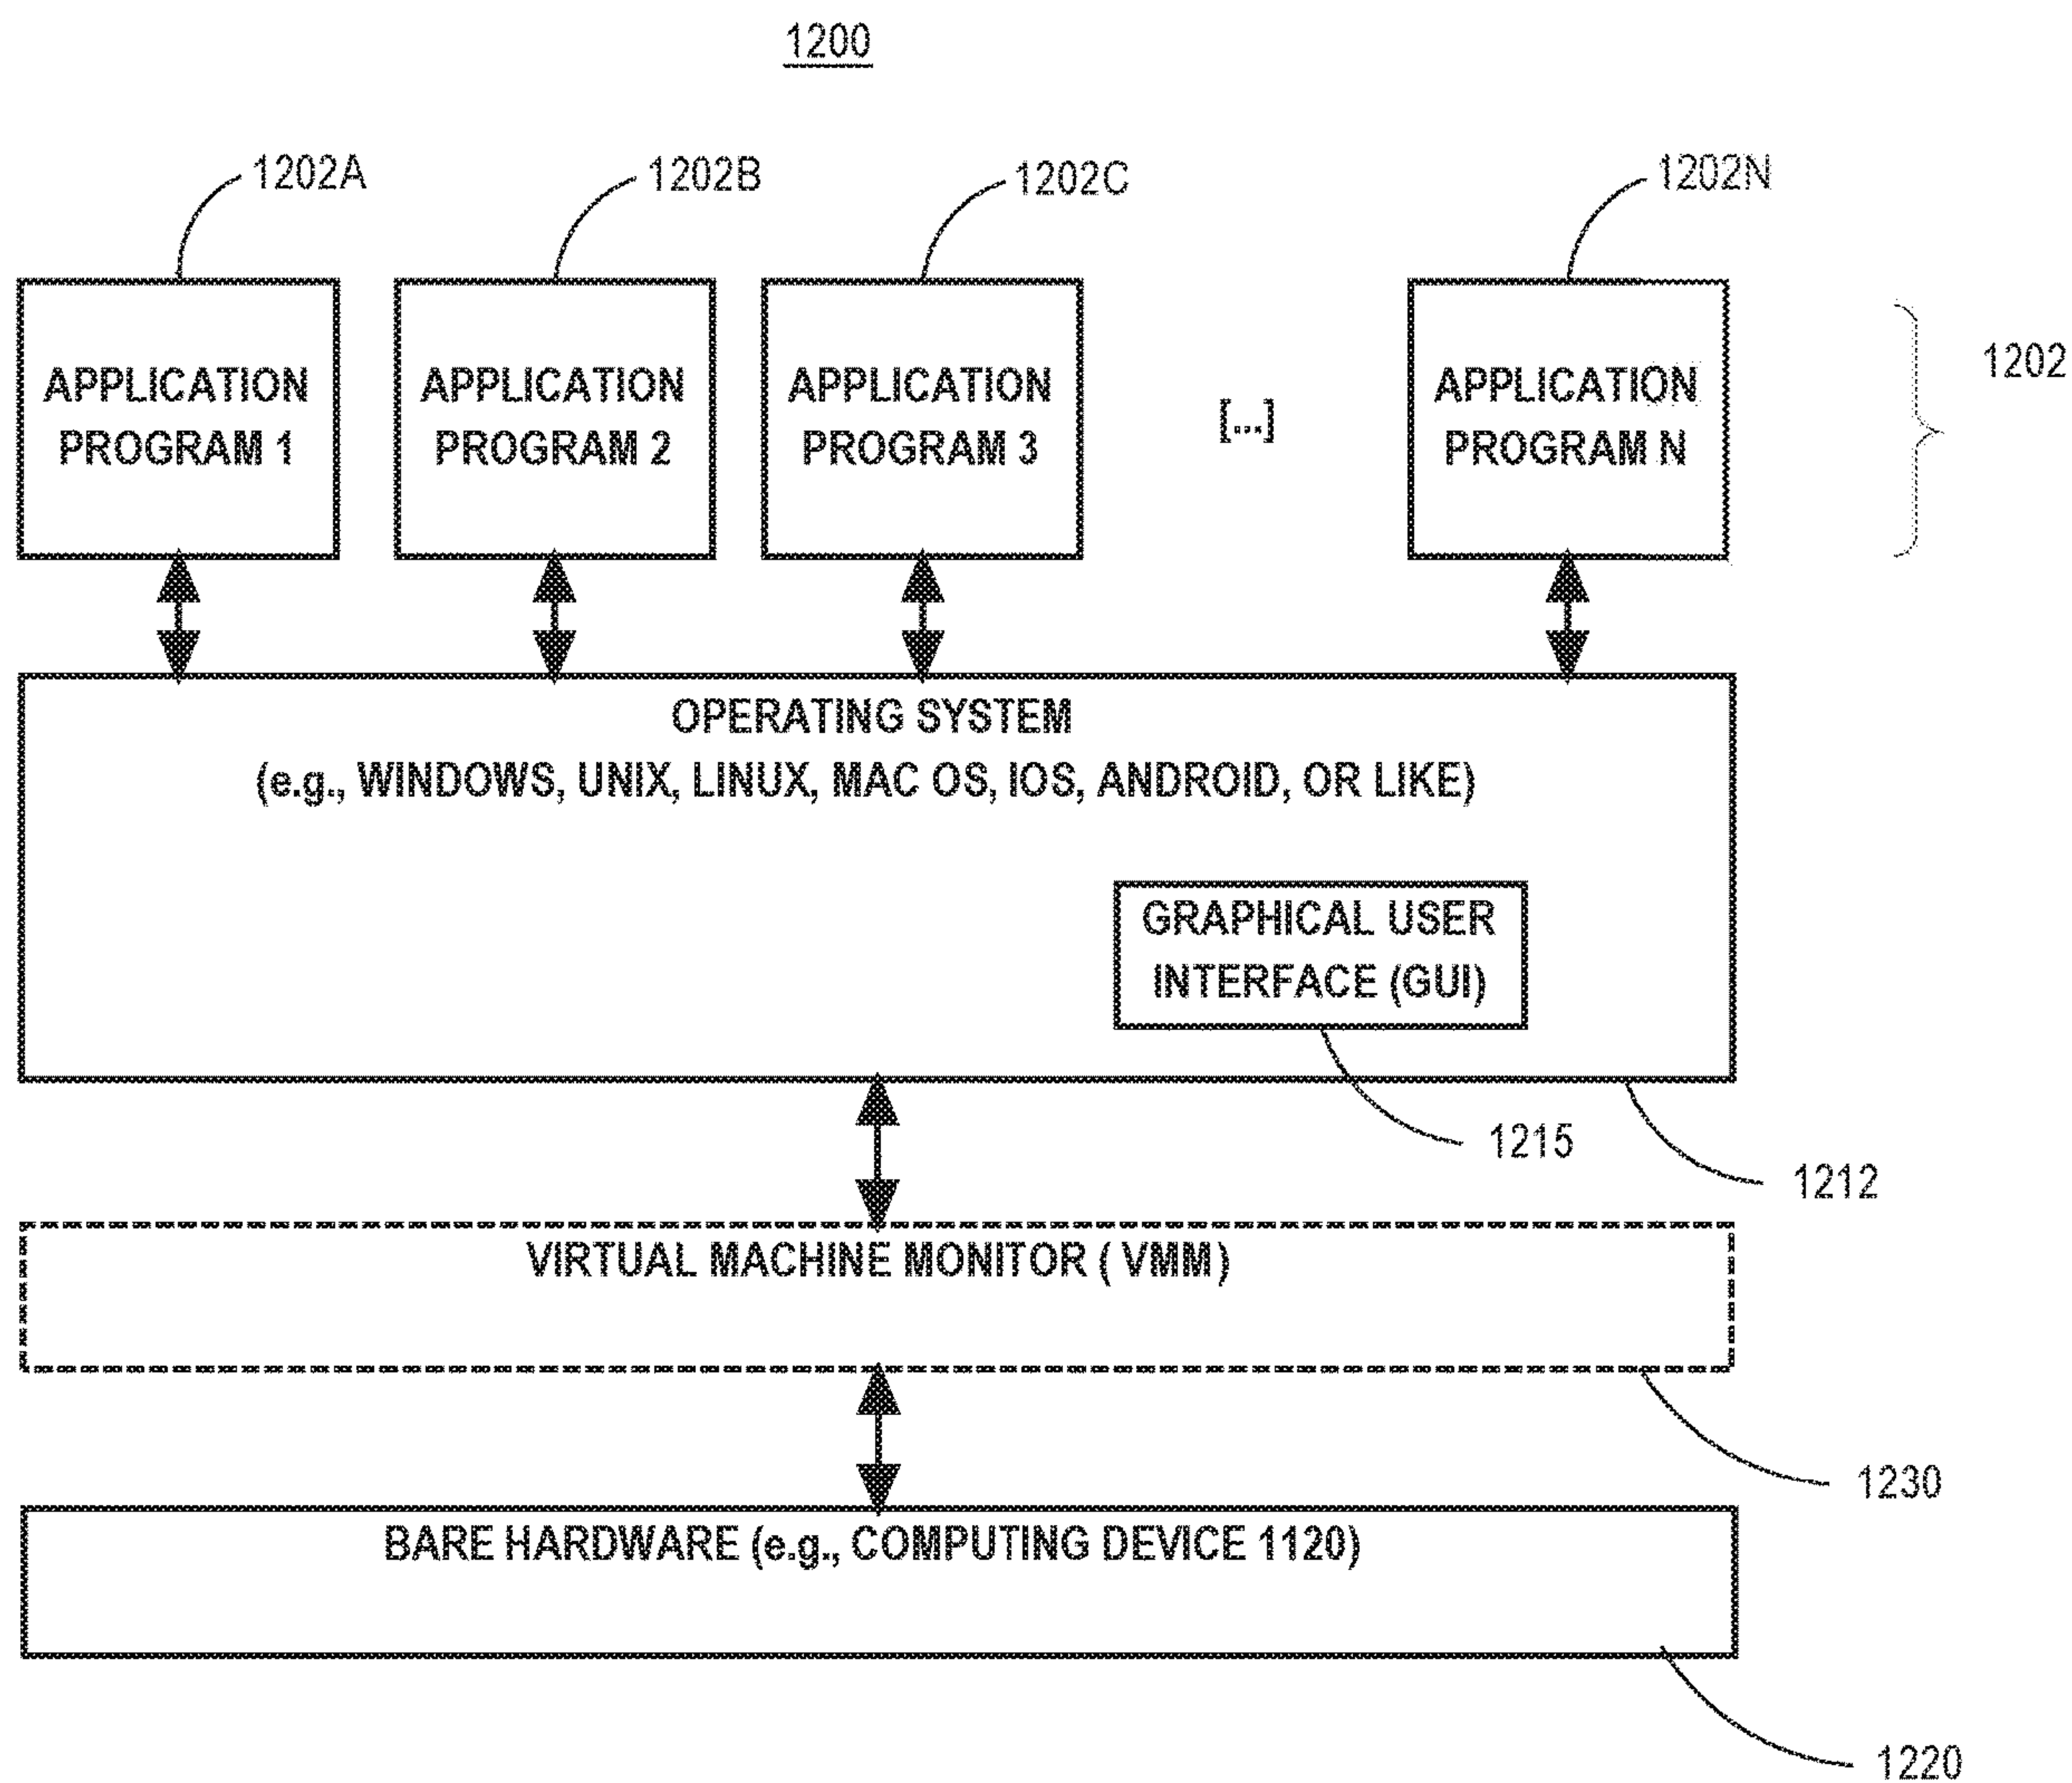 1200
1202A
1202B
1202C
1202N
APPLICATION
PROGRAM 1
APPLICATION
PROGRAM 2
APPLICATION
PROGRAM 3
[...]
APPLICATION
PROGRAM N
1202
OPERATING SYSTEM
(e.g., WINDOWS, UNIX, LINUX, MAC OS, IOS, ANDROID, OR LIKE)
GRAPHICAL USER
INTERFACE (GUI)
1215
1212
VIRTUAL MACHINE MONITOR ( VMM)
1230
BARE HARDWARE (e.g., COMPUTING DEVICE 1120)
1220